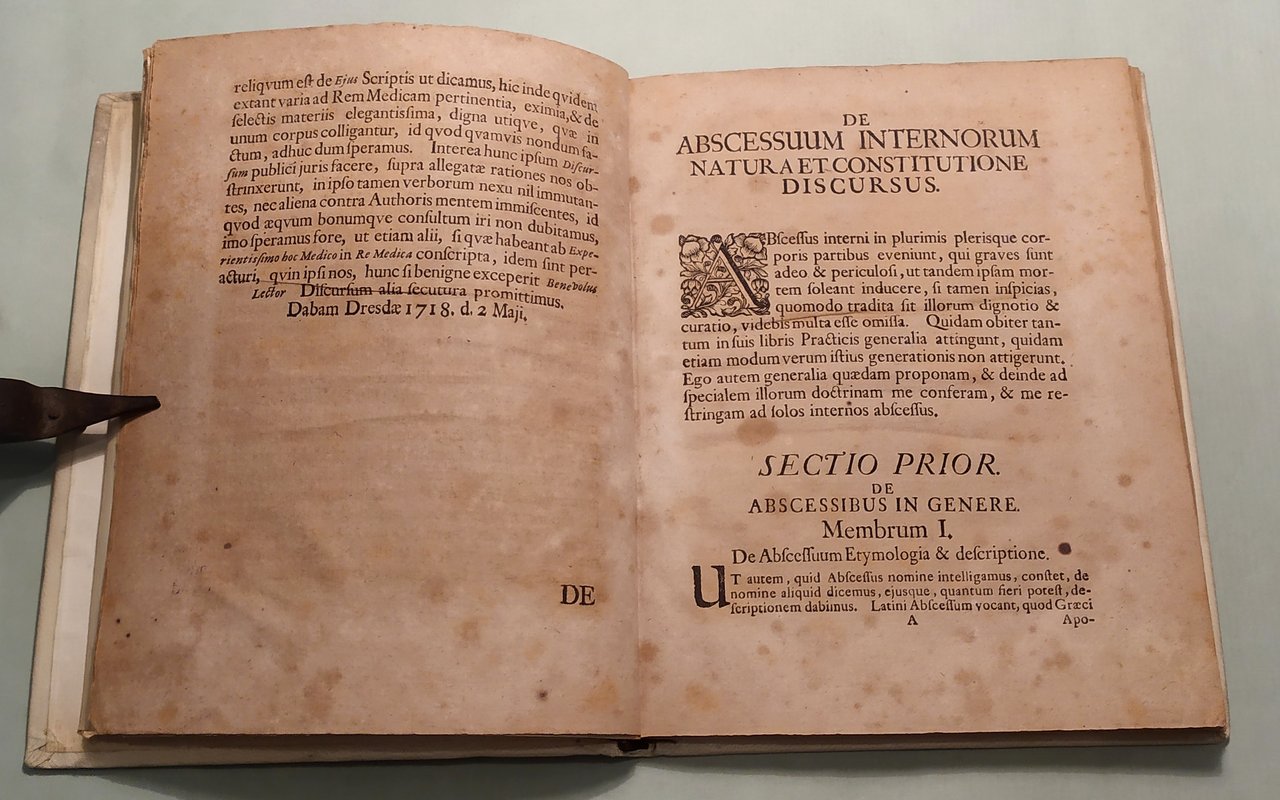 reliqvum eſt de Ejus Scriptis ut dicamus, hic inde qvidem
extant varia ad Rem Medicam pertinentia, eximia, & de
ſelectis materiis elegantiſſima, digna utiqve, qvæ in
unum corpus colligantur, id qvod qvamvis nondum fa-
ctum, adhuc dum ſperamus. Interea hunc ipſum Diſcur-
ſum publici juris facere, ſupra allegatæ rationes nos ob-
ſtrinxerunt, in ipſo tamen verborum nexu nil immutan-
tes, nec aliena contra Authoris mentem immiſcentes, id
qvod æqvum bonumqve conſultum iri non dubitamus,
imo ſperamus fore, ut etiam alii, ſi qvæ habeant ab Expe-
rientiſſimo hoc Medico in Re Medica conſcripta, idem ſint per-
acturi, qvin ipſi nos, hunc ſi benigne exceperit Benevolus
Lector Diſcurſum alia ſecutura promittimus.
Dabam Dresdæ 1718. d. 2 Maji.
DE
DE
ABSCESSUUM INTERNORUM
NATURA ET CONSTITUTIONE
DISCURSUS.
ABſceſſus interni in plurimis plerisque cor-
poris partibus eveniunt, qui graves ſunt
adeo & periculoſi, ut tandem ipſam mor-
tem ſoleant inducere, ſi tamen inſpicias,
quomodo tradita ſit illorum dignotio &
curatio, videbis multa eſſe omiſſa. Quidam obiter tan-
tum in ſuis libris Practicis generalia attingunt, quidam
etiam modum verum iſtius generationis non attigerunt.
Ego autem generalia quædam proponam, & deinde ad
ſpecialem illorum doctrinam me conferam, & me re-
ſtringam ad ſolos internos abſceſſus.
SECTIO PRIOR.
DE
ABSCESSIBUS IN GENERE.
Membrum I.
De Abſceſſuum Etymologia & deſcriptione.
UT autem, quid Abſceſſus nomine intelligamus, conſtet, de
nomine aliquid dicemus, ejusque, quantum fieri poteſt, de-
ſcriptionem dabimus. Latini Abſceſſum vocant, quod Græci
A
Apo-